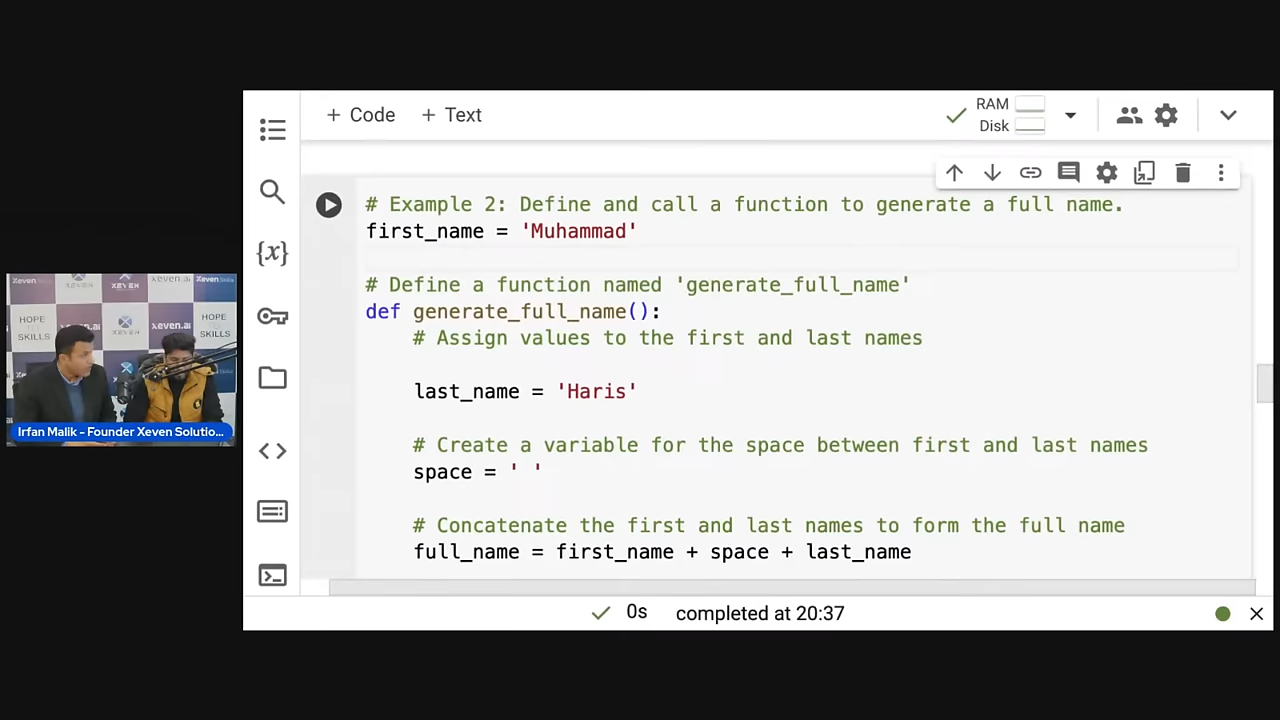 + Code + Text
RAM
Disk
# Example 2: Define and call a function to generate a full name.
first_name = 'Muhammad'
# Define a function named 'generate_full_name'
def generate_full_name():
# Assign values to the first and last names
last_name = 'Haris'
# Create a variable for the space between first and last names
space = ' '
# Concatenate the first and last names to form the full name
full_name = first_name + space + last_name
0s completed at 20:37
{x}
HOPE
SKILLS
xeven.ai
HOPE
TO SKILLS
Irfan Malik - Founder Xeven Solutio...